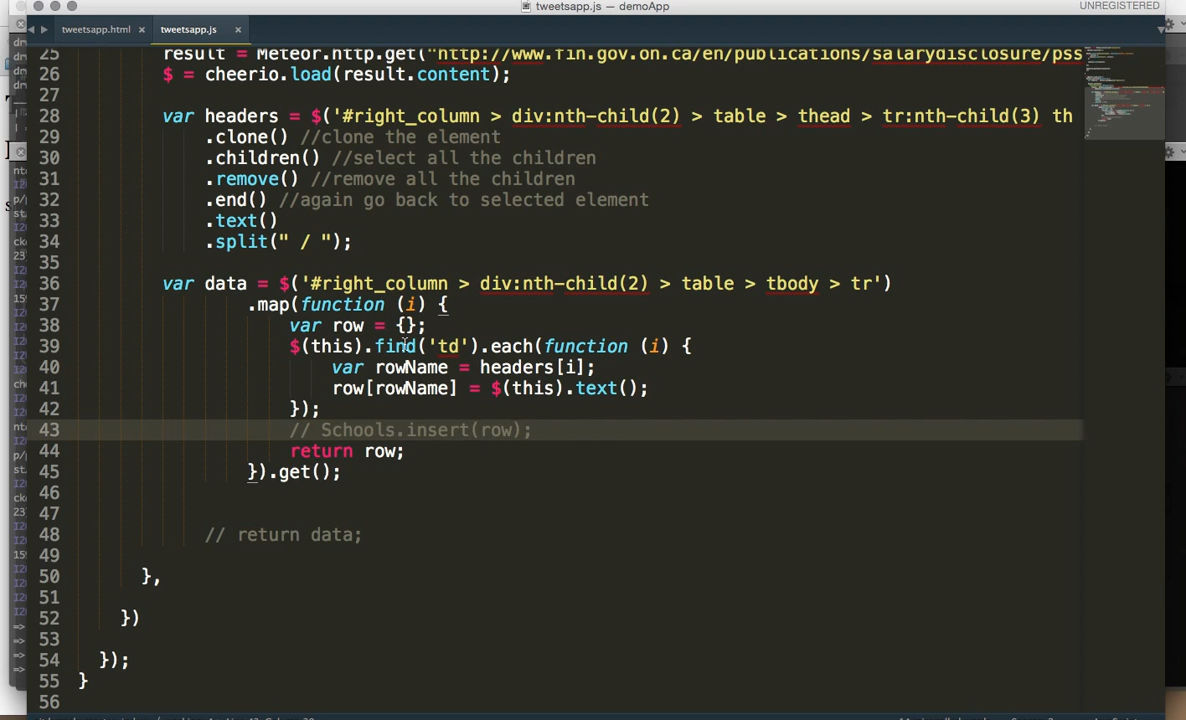 tweetsapp.js — demoApp
UNREGISTERED
tweetsapp.html
tweetsapp.js
25 result = Meteor.http.get("http://www.fin.gov.on.ca/en/publications/salarydisclosure/pss
26 $ = cheerio.load(result.content);
27
28 var headers = $('#right_column > div:nth-child(2) > table > thead > tr:nth-child(3) th
29 .clone() //clone the element
30 .children() //select all the children
31 .remove() //remove all the children
32 .end() //again go back to selected element
33 .text()
34 .split(" / ");
35
36 var data = $('#right_column > div:nth-child(2) > table > tbody > tr')
37 .map(function (i) {
38 var row = {};
39 $(this).find('td').each(function (i) {
40 var rowName = headers[i];
41 row[rowName] = $(this).text();
42 });
43 // Schools.insert(row);
44 return row;
45 }).get();
46
47
48 // return data;
49
50 },
51
52 })
53
54 });
55 }
56